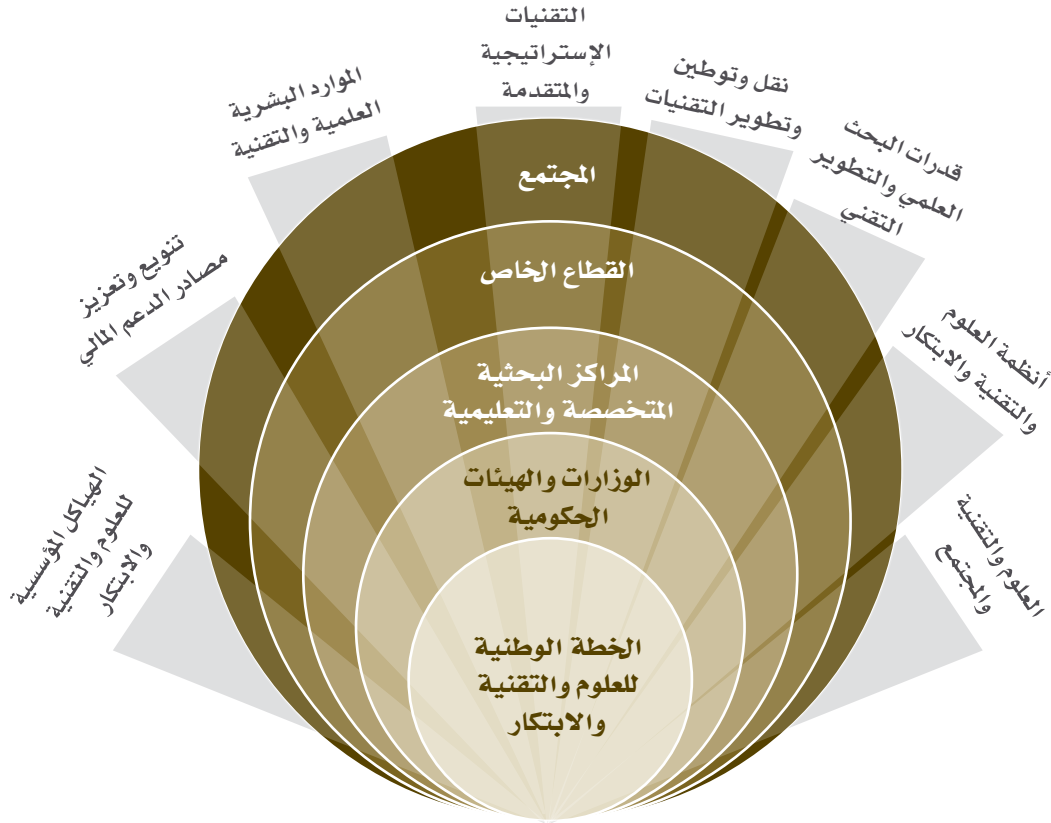 التقنيات
الإستراتيجية
والمتقدمة
نقل وتوطين
وتطوير التقنيات
قدرات البحث
العلمي والتطوير
التقني
أنظمة العلوم
والتقنية والابتكار
العلوم والتقنية
والمجتمع
الموارد البشرية
العلمية والتقنية
تنويع وتعزيز
مصادر الدعم المالي
الهياكل المؤسسية
للعلوم والتقنية
والابتكار
المجتمع
القطاع الخاص
المراكز البحثية
المتخصصة والتعليمية
الوزارات والهيئات
الحكومية
الخطة الوطنية
للعلوم والتقنية
والابتكار